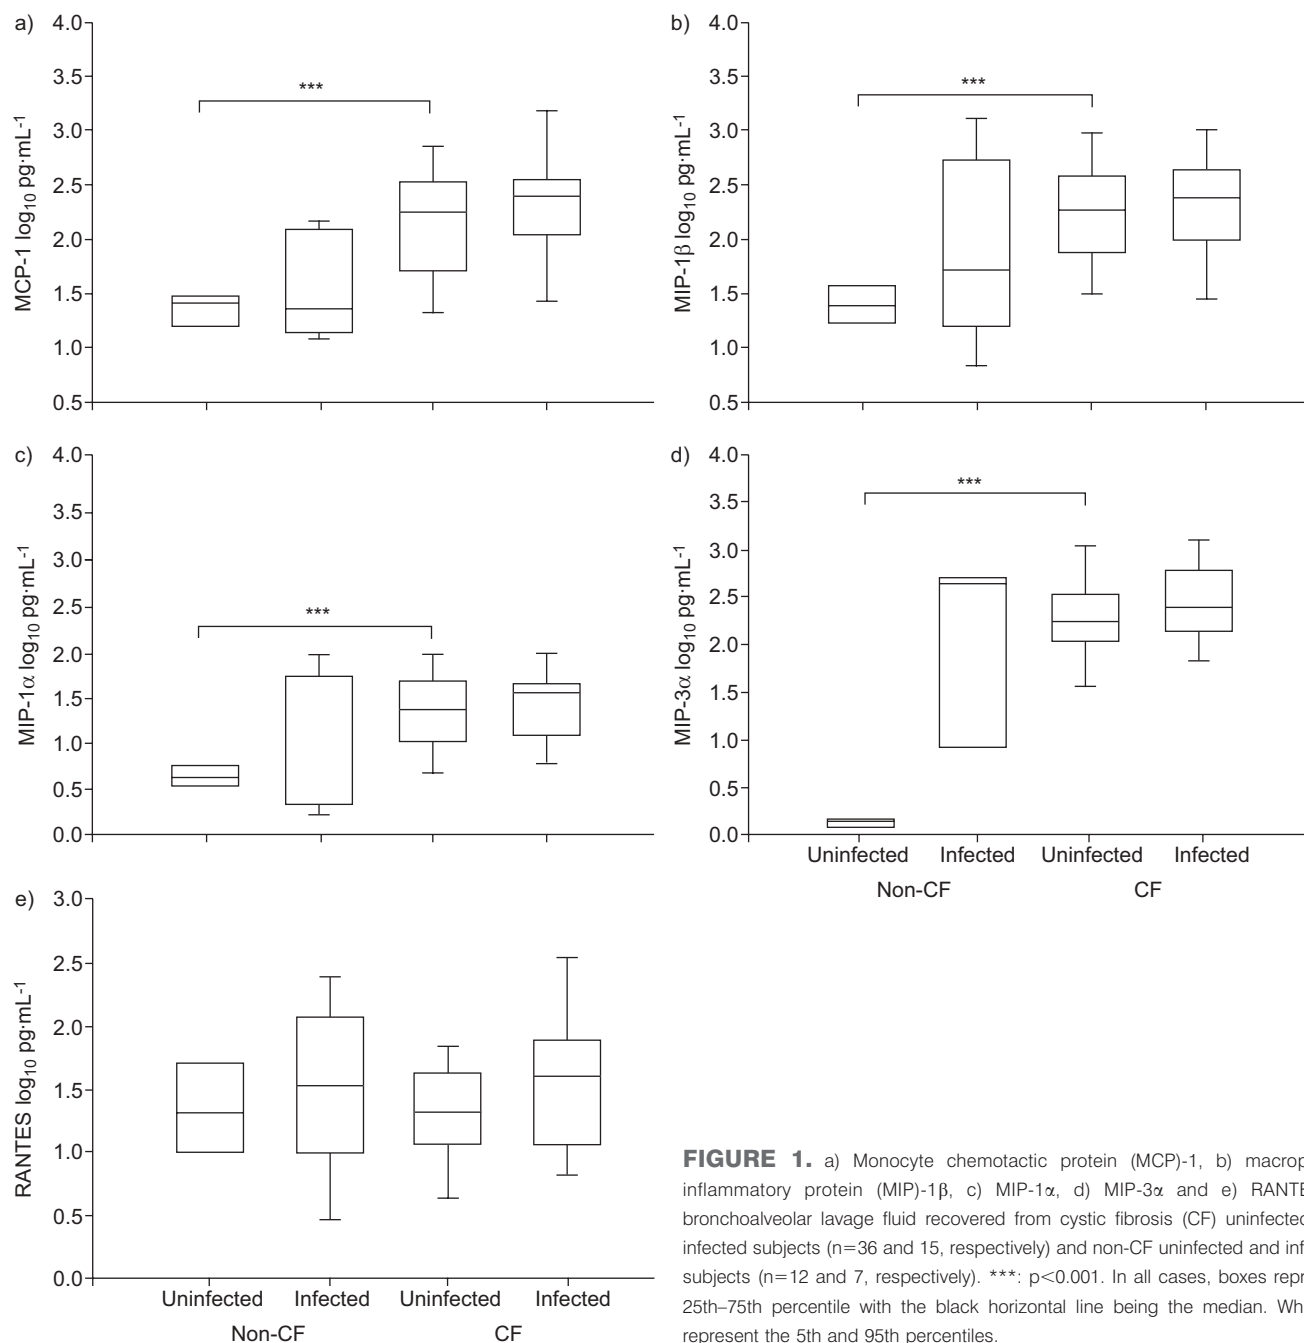 a)
4.0
3.5
3.0
2.5
2.0
1.5
1.0
0.5
MCP-1 log10 pg·mL-1
***
b)
4.0
3.5
3.0
2.5
2.0
1.5
1.0
0.5
MIP-1β log10 pg·mL-1
***
c)
4.0
3.5
3.0
2.5
2.0
1.5
1.0
0.5
0.0
MIP-1α log10 pg·mL-1
***
d)
4.0
3.5
3.0
2.5
2.0
1.5
1.0
0.5
0.0
MIP-3α log10 pg·mL-1
***
Uninfected Infected Uninfected Infected
Non-CF CF
e)
3.0
2.5
2.0
1.5
1.0
0.5
0.0
RANTES log10 pg·mL-1
Uninfected Infected Uninfected Infected
Non-CF CF
FIGURE 1. a) Monocyte chemotactic protein (MCP)-1, b) macrop
inflammatory protein (MIP)-1β, c) MIP-1α, d) MIP-3α and e) RANTE
bronchoalveolar lavage fluid recovered from cystic fibrosis (CF) uninfected
infected subjects (n=36 and 15, respectively) and non-CF uninfected and inf
subjects (n=12 and 7, respectively). ***: p<0.001. In all cases, boxes repr
25th–75th percentile with the black horizontal line being the median. Wh
represent the 5th and 95th percentiles.